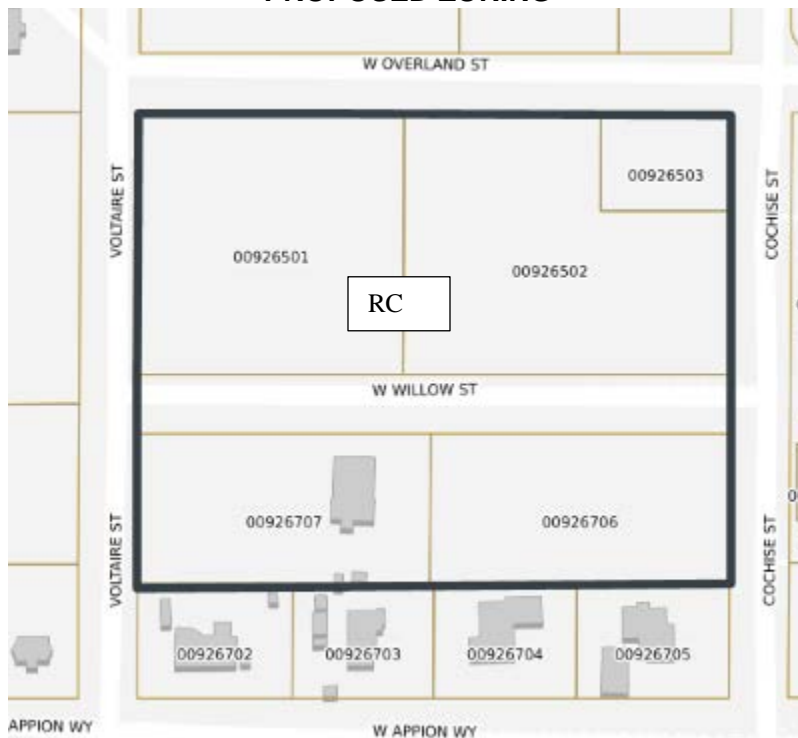 W OVERLAND ST
VOLTAIRE ST
COCHISE ST
00926503
00926501
00926502
RC
W WILLOW ST
00926707
00926706
VOLTAIRE ST
COCHISE ST
00926702
00926703
00926704
00926705
APPION WY
W APPION WY